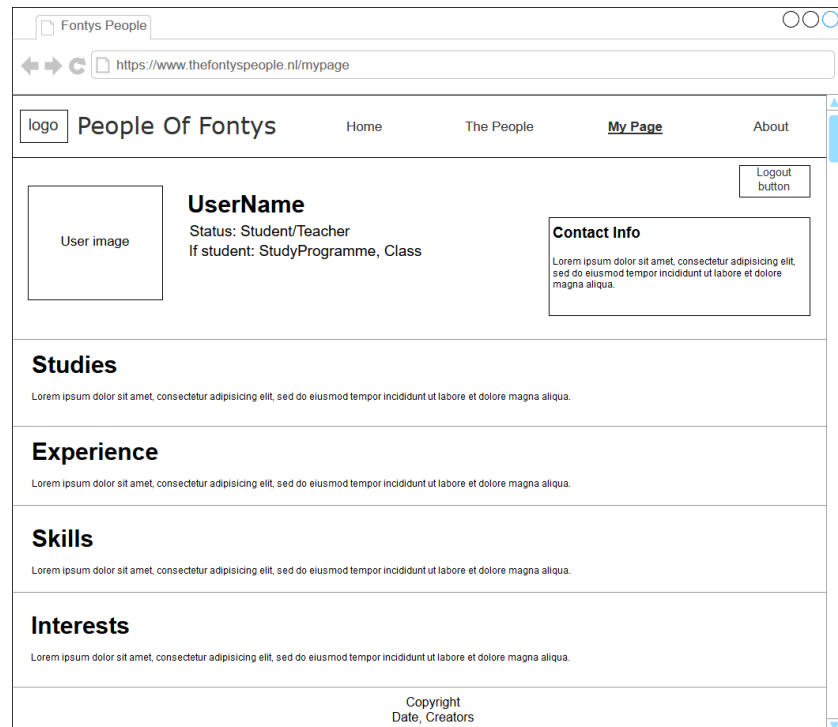 Fontys People
https://www.thefontyspeople.nl/mypage
logo
People Of Fontys
Home
The People
My Page
About
Logout
button
User image
UserName
Status: Student/Teacher
If student: StudyProgramme, Class
Contact Info
Lorem ipsum dolor sit amet, consectetur adipisicing elit,
sed do eiusmod tempor incididunt ut labore et dolore
magna aliqua.
Studies
Lorem ipsum dolor sit amet, consectetur adipisicing elit, sed do eiusmod tempor incididunt ut labore et dolore magna aliqua.
Experience
Lorem ipsum dolor sit amet, consectetur adipisicing elit, sed do eiusmod tempor incididunt ut labore et dolore magna aliqua.
Skills
Lorem ipsum dolor sit amet, consectetur adipisicing elit, sed do eiusmod tempor incididunt ut labore et dolore magna aliqua.
Interests
Lorem ipsum dolor sit amet, consectetur adipisicing elit, sed do eiusmod tempor incididunt ut labore et dolore magna aliqua.
Copyright
Date, Creators